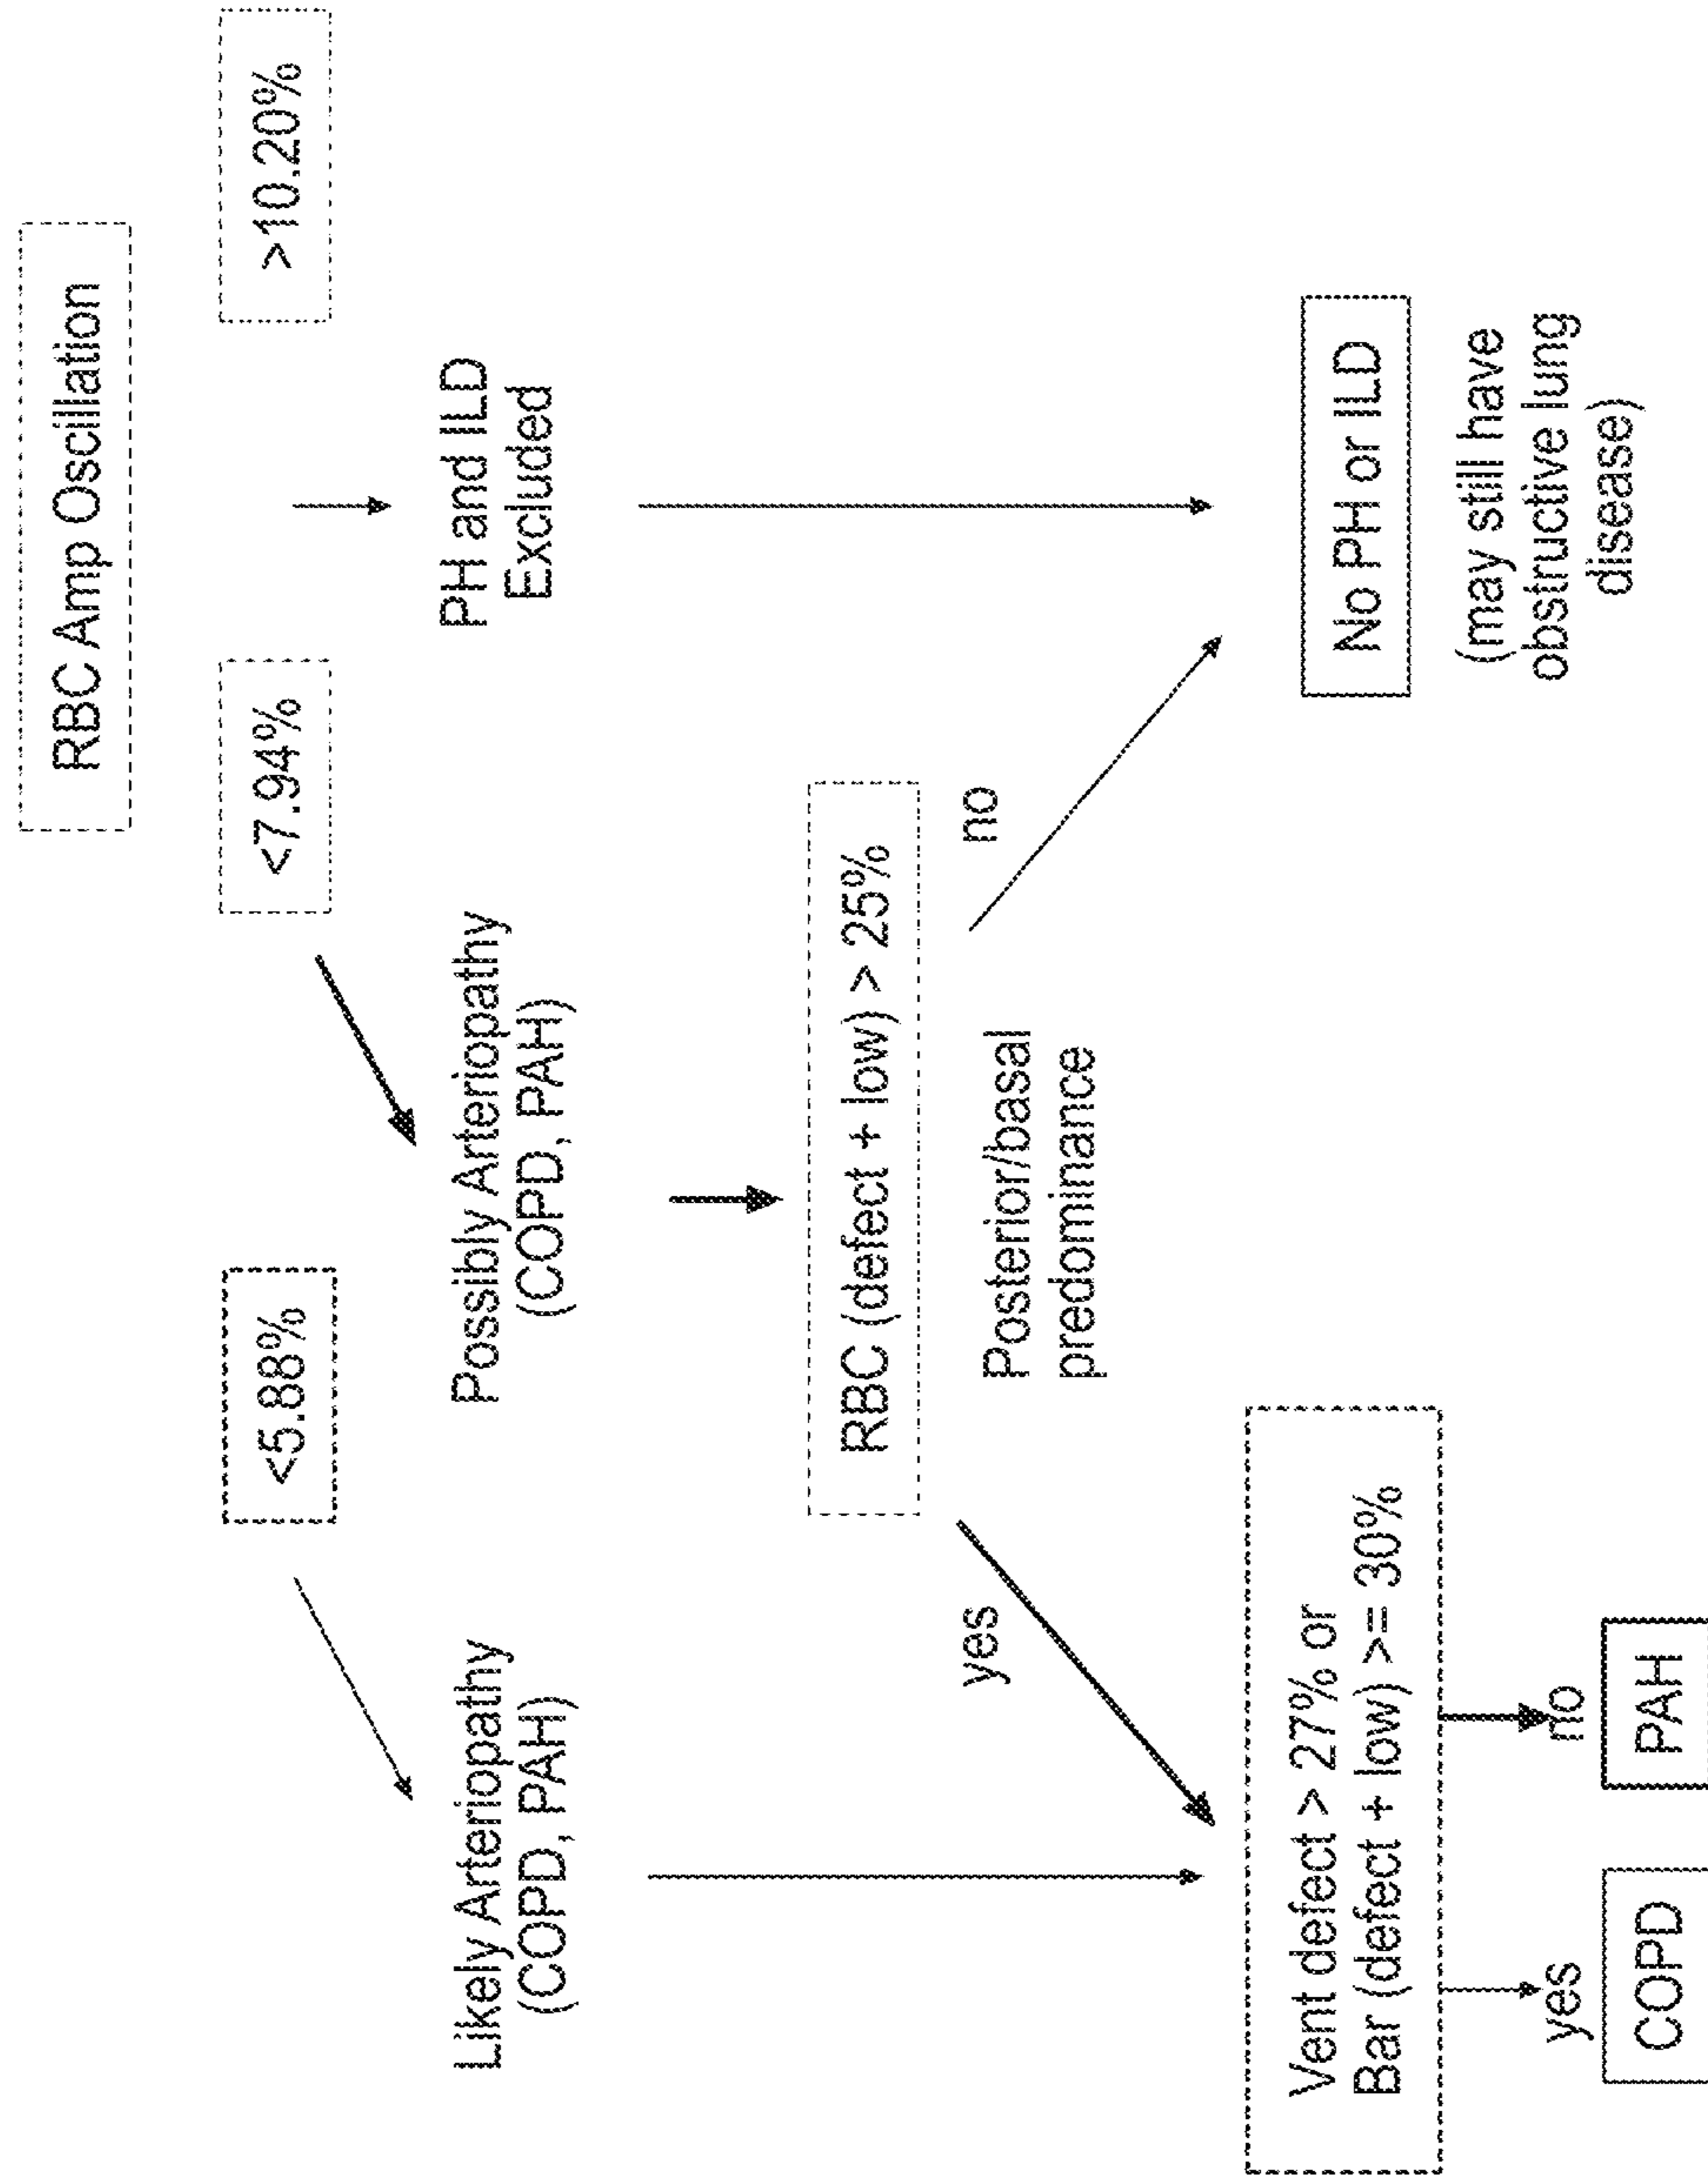 RBC Amp Oscillation
<5.88%
<7.94%
>10.20%
Likely Arteriopathy
(COPD, PAH)
Possibly Arteriopathy
(COPD, PAH)
PH and ILD
Excluded
RBC (defect + low) > 25%
yes
Posterior/basal
predominance
no
Vent defect > 27% or
Bar (defect + low) >= 30%
No PH or ILD
(may still have
obstructive lung
disease)
yes
no
COPD
PAH